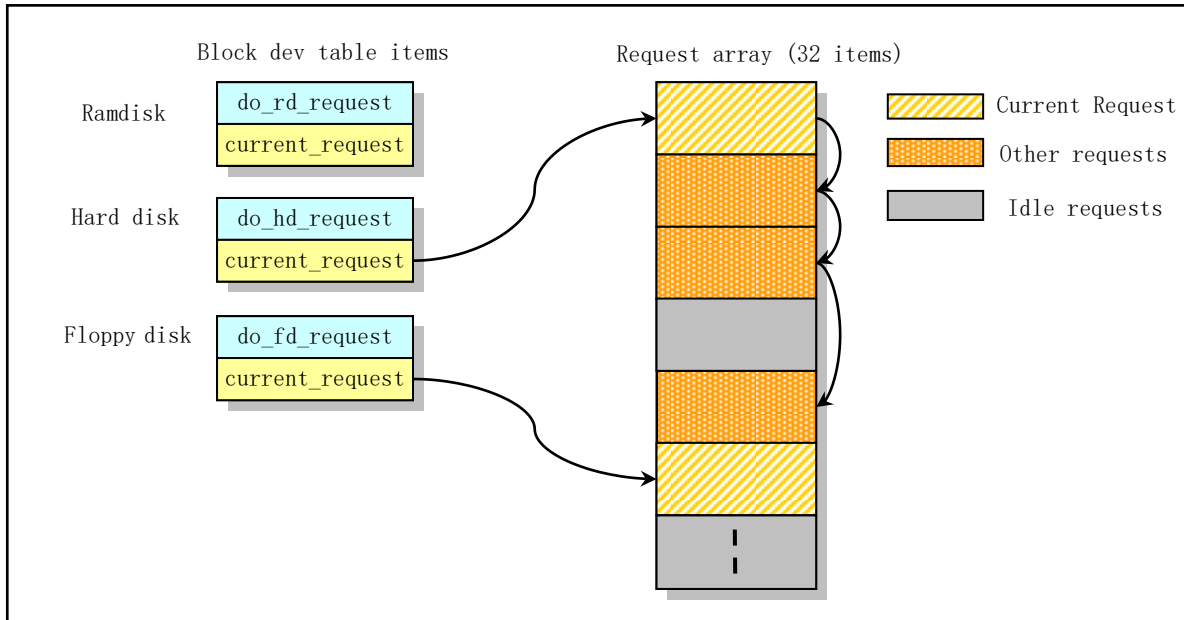 Block dev table items
Request array (32 items)
Ramdisk
do_rd_request
current_request
Hard disk
do_hd_request
current_request
Floppy disk
do_fd_request
current_request
Current Request
Other requests
Idle requests